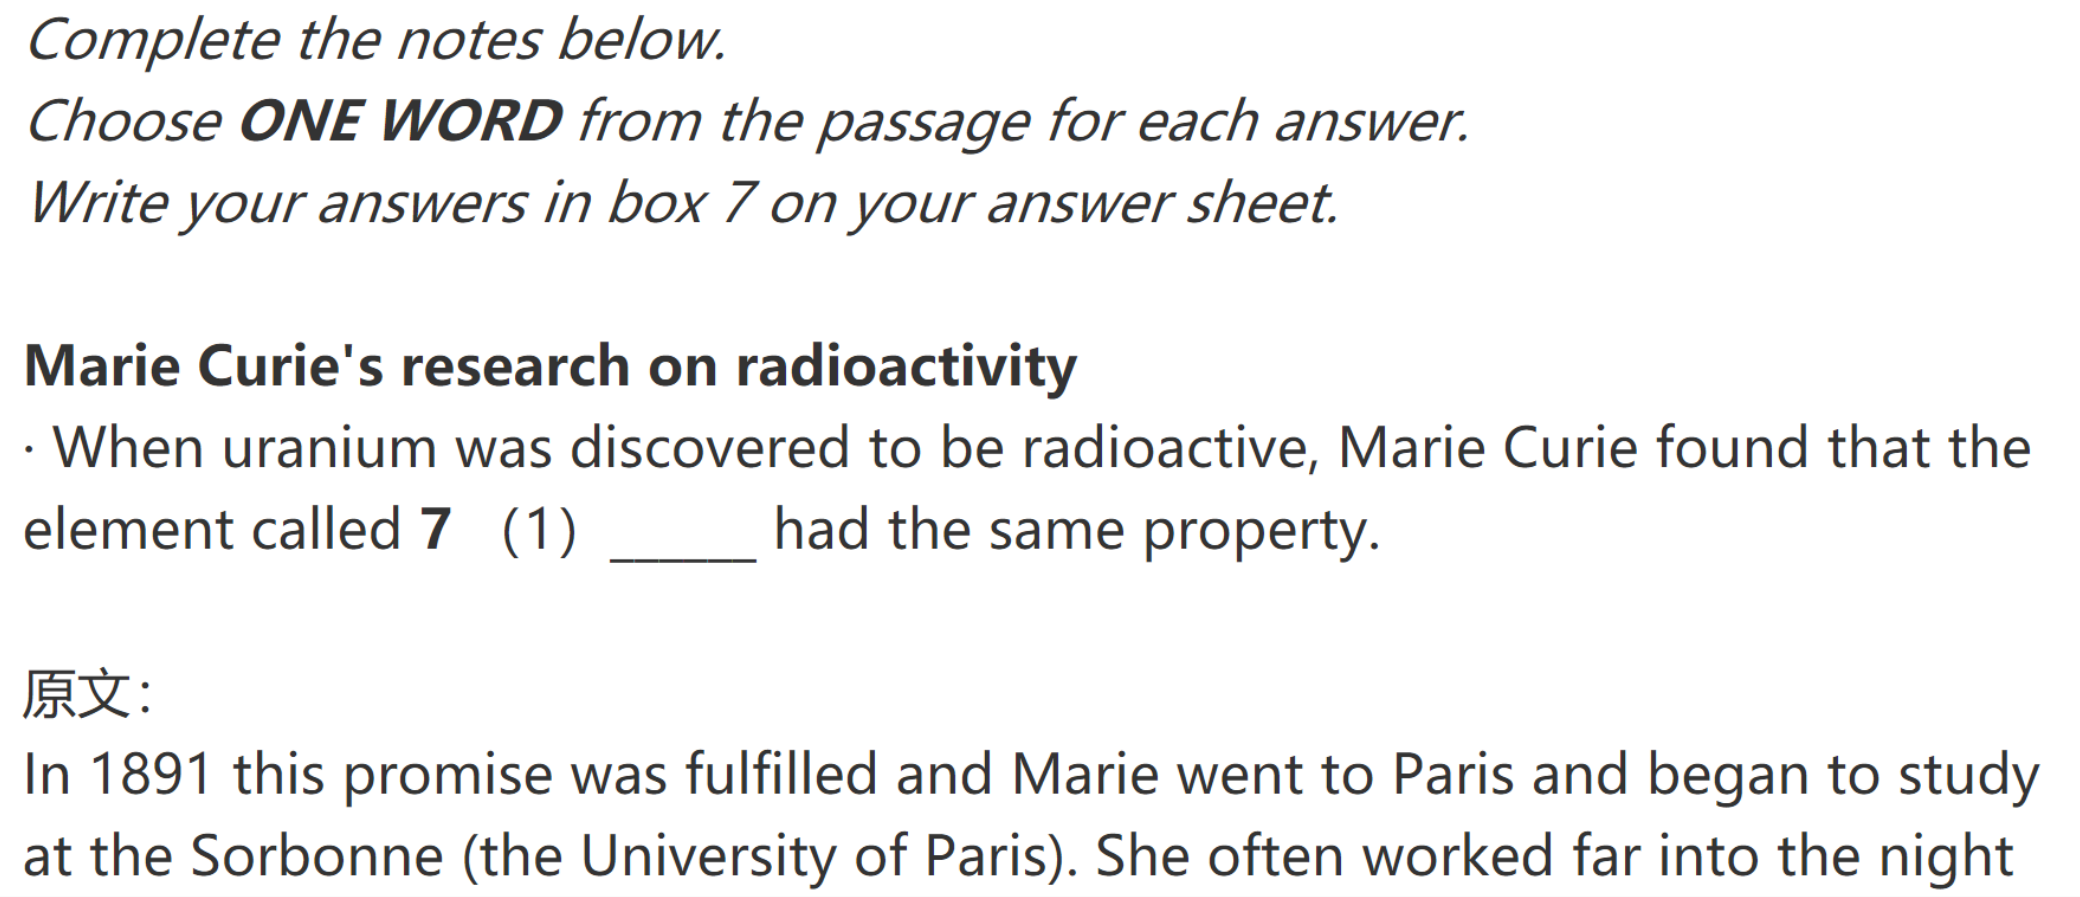 Complete the notes below.
Choose ONE WORD from the passage for each answer.
Write your answers in box 7 on your answer sheet.
Marie Curie's research on radioactivity
· When uranium was discovered to be radioactive, Marie Curie found that the
element called 7 （1）______ had the same property.
原文：
In 1891 this promise was fulfilled and Marie went to Paris and began to study
at the Sorbonne (the University of Paris). She often worked far into the night